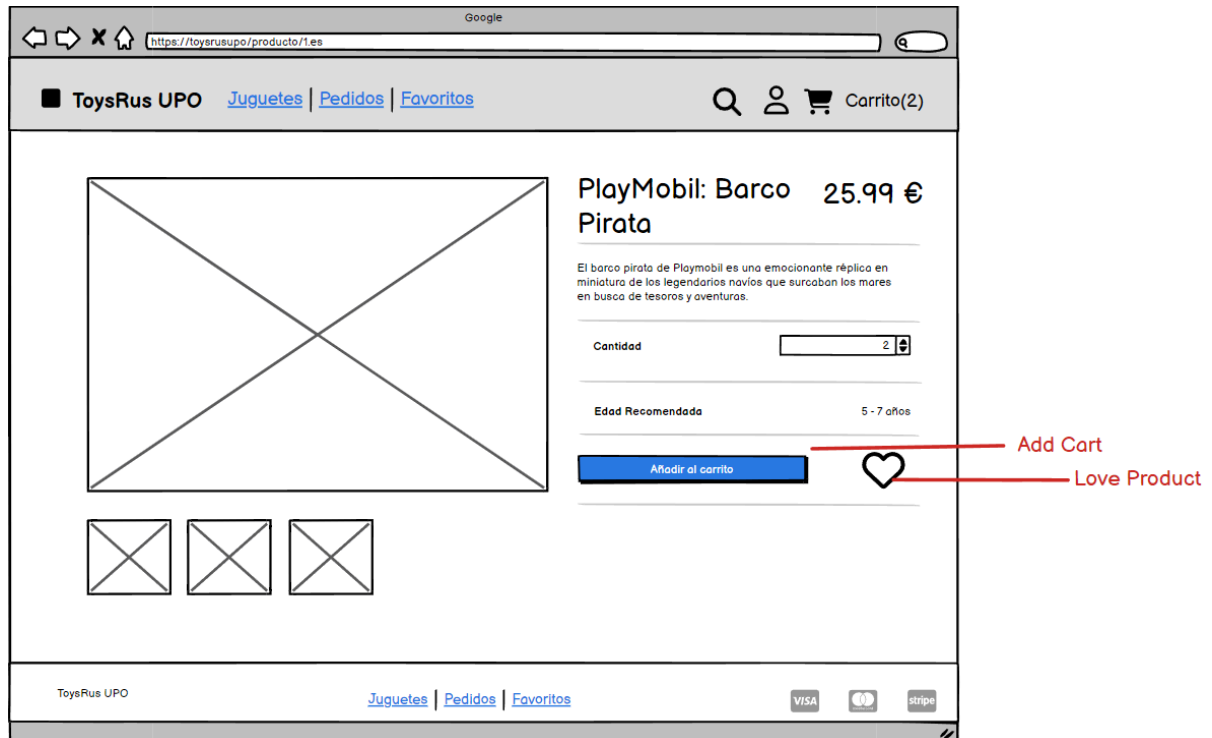 Google
https://toysrusupo/producto/1.es
ToysRus UPO Juguetes Pedidos Favoritos Carrito(2)
PlayMobil: Barco 25.99 €
Pirata
El barco pirata de Playmobil es una emocionante réplica en
miniatura de los legendarios navíos que surcaban los mares
en busca de tesoros y aventuras.
Cantidad 2
Edad Recomendada 5 - 7 años
Add Cart
Añadir al carrito
Love Product
ToysRus UPO Juguetes Pedidos Favoritos VISA stripe